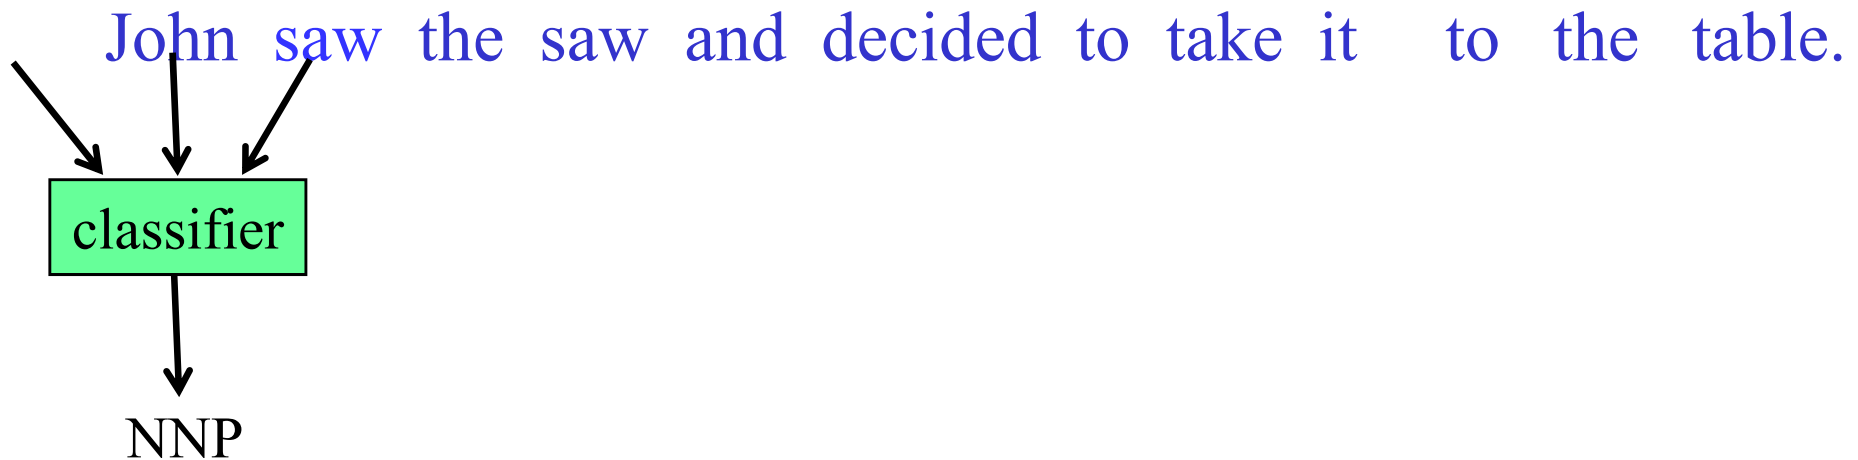 John saw the saw and decided to take it to the table.
classifier
NNP